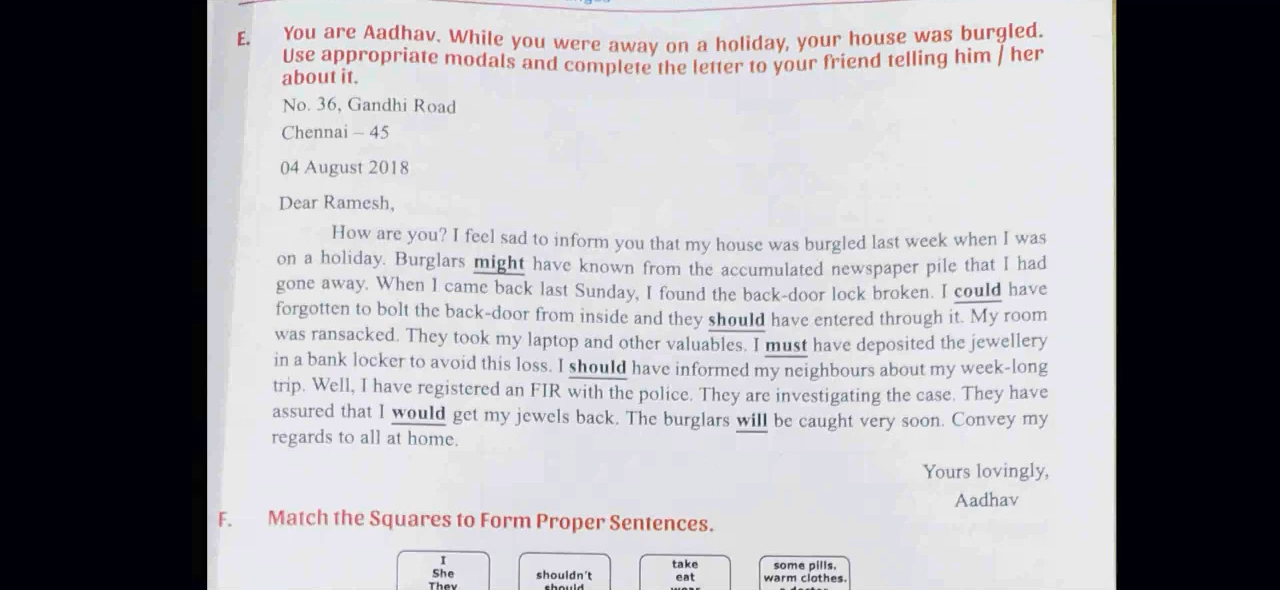 E. You are Aadhav. While you were away on a holiday, your house was burgled.
Use appropriate modals and complete the letter to your friend telling him / her
about it.
No. 36, Gandhi Road
Chennai – 45
04 August 2018
Dear Ramesh,
How are you? I feel sad to inform you that my house was burgled last week when I was
on a holiday. Burglars might have known from the accumulated newspaper pile that I had
gone away. When I came back last Sunday, I found the back-door lock broken. I could have
forgotten to bolt the back-door from inside and they should have entered through it. My room
was ransacked. They took my laptop and other valuables. I must have deposited the jewellery
in a bank locker to avoid this loss. I should have informed my neighbours about my week-long
trip. Well, I have registered an FIR with the police. They are investigating the case. They have
assured that I would get my jewels back. The burglars will be caught very soon. Convey my
regards to all at home.
Yours lovingly,
Aadhav
F. Match the Squares to Form Proper Sentences.
I
She
They
shouldn't
should
take
eat
wear
some pills.
warm clothes.